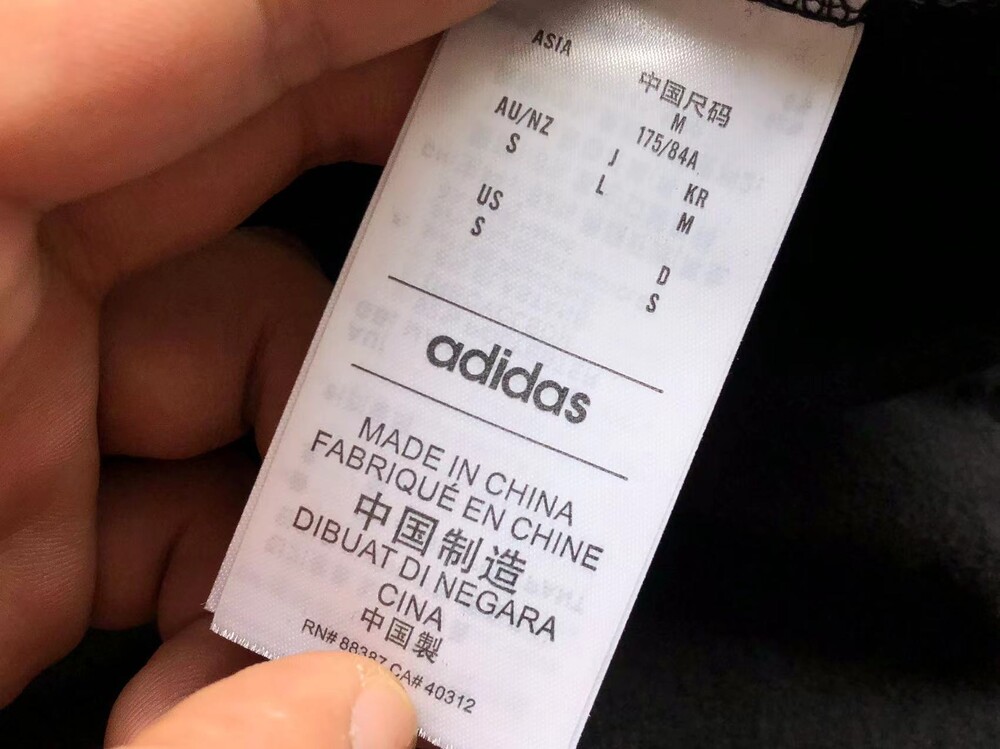 ASIA
中国尺码
M
175/84A
AU/NZ
S
J
L
KR
M
US
S
D
S
adidas
MADE IN CHINA
FABRIQUÉ EN CHINE
中国制造
DIBUAT DI NEGARA
CINA
中国製
RN# 88387 CA# 40312